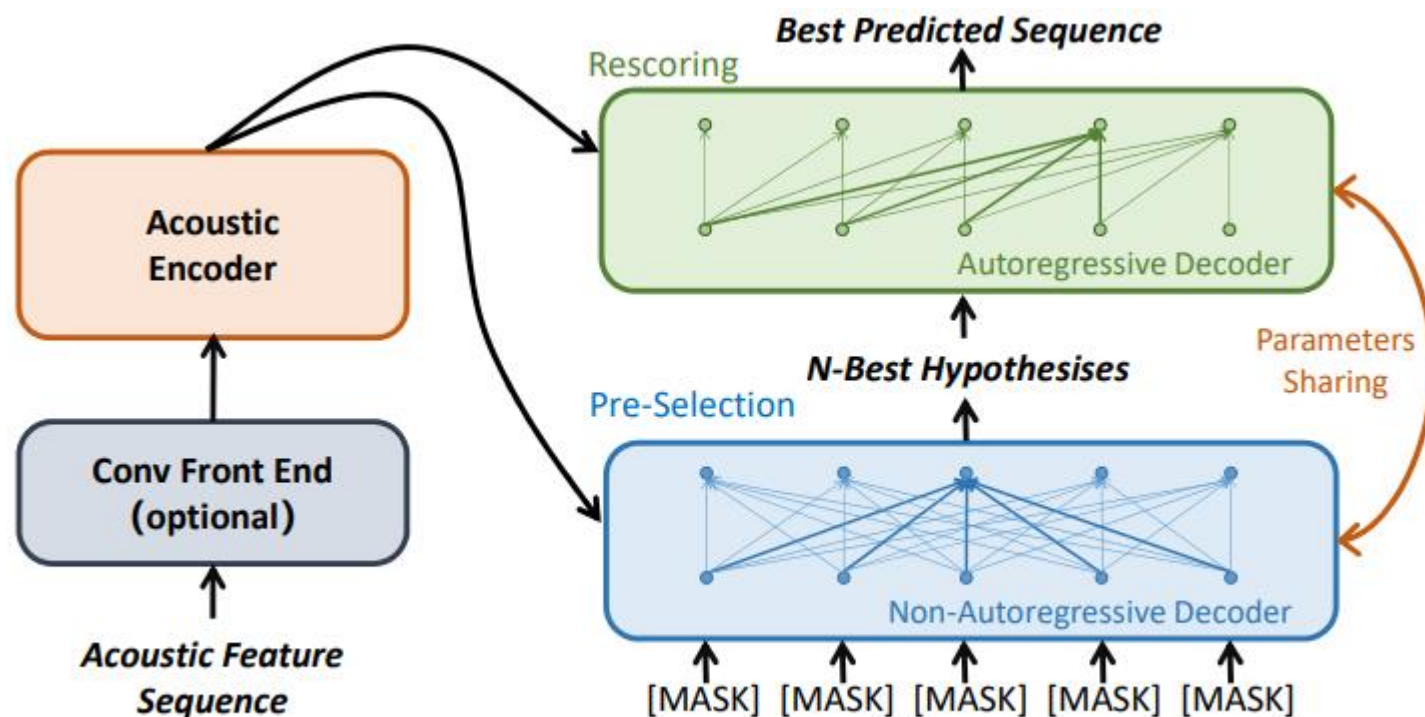 Best Predicted Sequence
Rescoring
Acoustic
Encoder
Autoregressive Decoder
Parameters
Sharing
N-Best Hypothesises
Pre-Selection
Conv Front End
(optional)
Non-Autoregressive Decoder
Acoustic Feature
Sequence
[MASK] [MASK] [MASK] [MASK] [MASK]